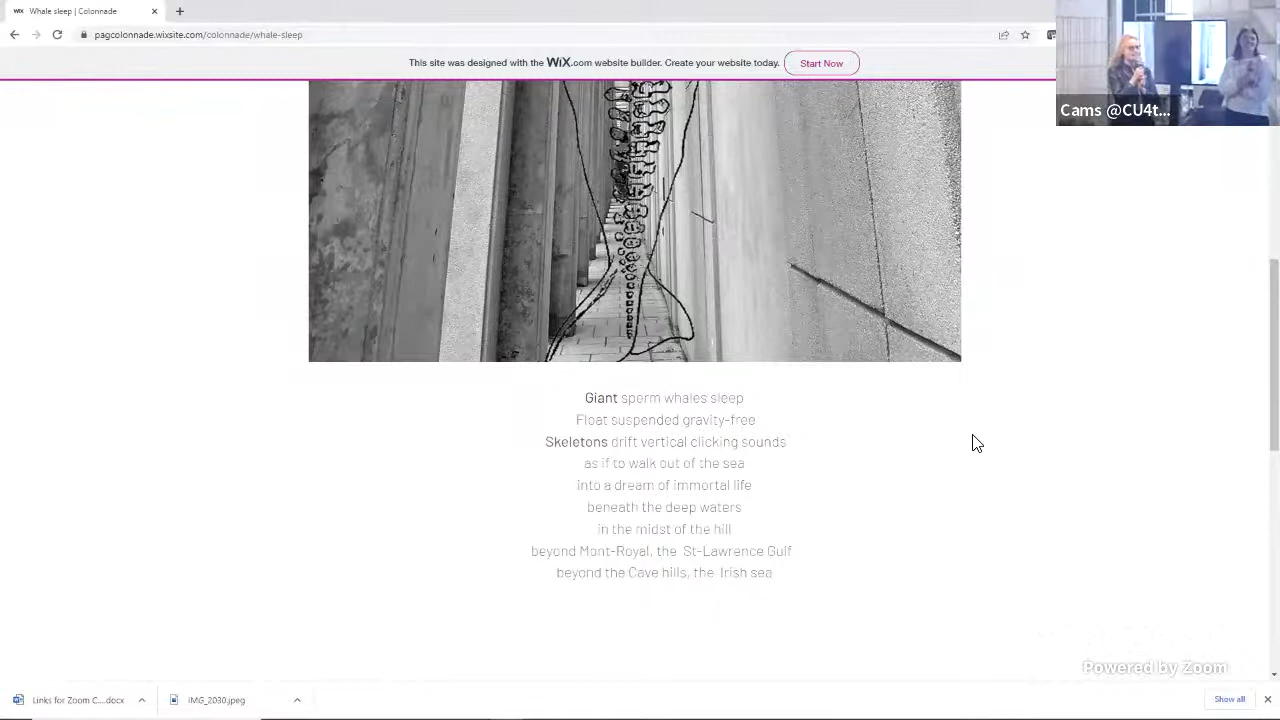 WiX Whale sleep | Colonnade
pagcolonnade.wixsite.com/colonnade/whale-sleep
This site was designed with the WiX.com website builder. Create your website today. Start Now
Cams @CU4t...
Giant sperm whales sleep
Float suspended gravity-free
Skeletons drift vertical clicking sounds
as if to walk out of the sea
into a dream of immortal life
beneath the deep waters
in the midst of the hill
beyond Mont-Royal, the St-Lawrence Gulf
beyond the Cave hills, the Irish sea
Powered by Zoom
Links for Zoom C....docx
IMG_2030.jpeg
Show all